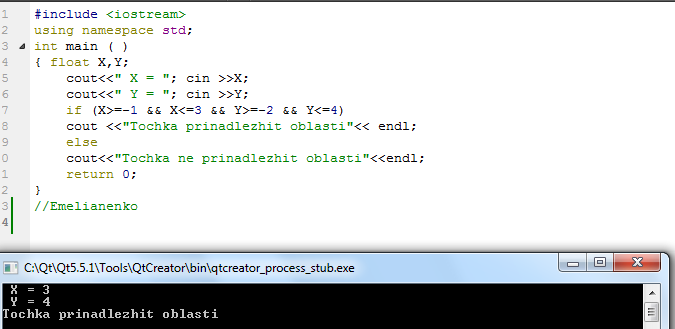 1 #include <iostream>
2 using namespace std;
3 int main ( )
4 { float X,Y;
5 cout<<" X = "; cin >>X;
6 cout<<" Y = "; cin >>Y;
7 if (X>=-1 && X<=3 && Y>=-2 && Y<=4)
8 cout <<"Tochka prinadlezhit oblasti"<< endl;
9 else
0 cout<<"Tochka ne prinadlezhit oblasti"<<endl;
1 return 0;
2 }
3 //Emelianenko
4
C:\Qt\Qt5.5.1\Tools\QtCreator\bin\qtcreator_process_stub.exe
X = 3
Y = 4
Tochka prinadlezhit oblasti